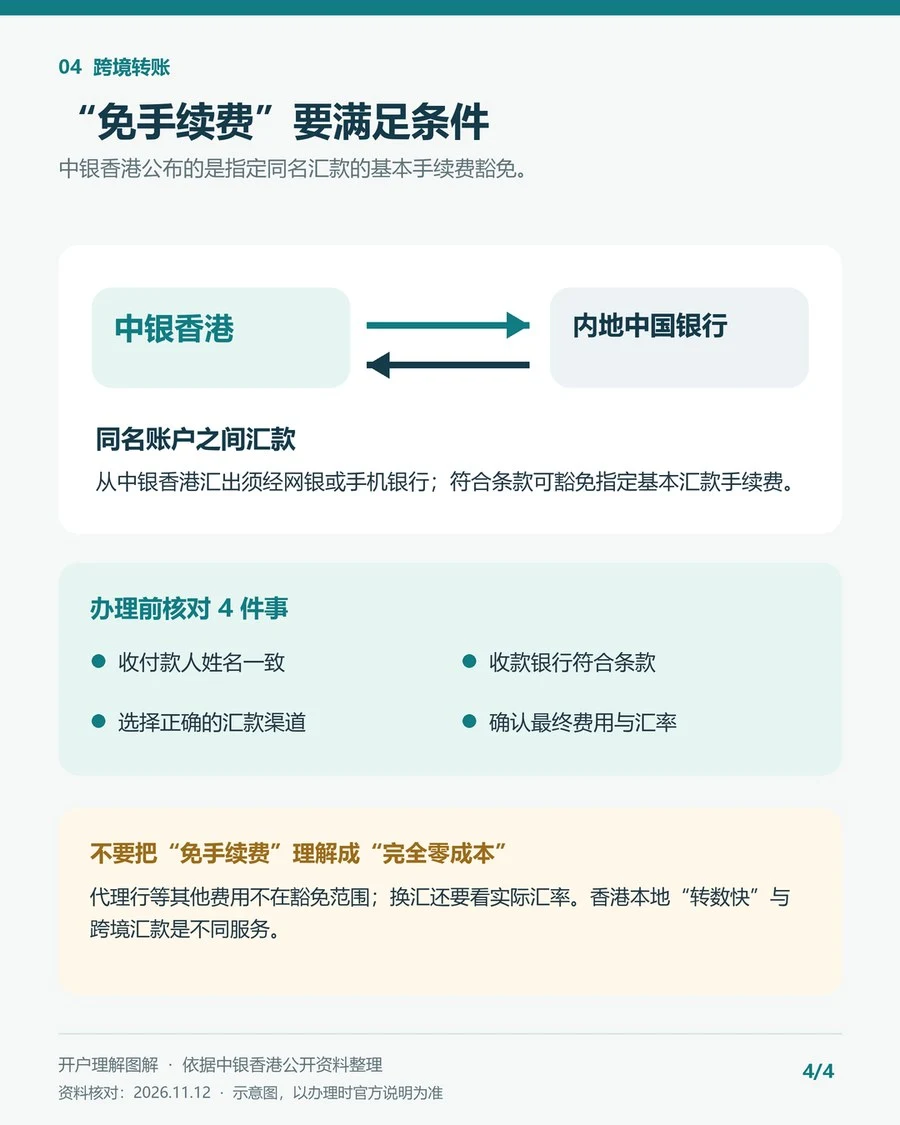 04 跨境转账
“免手续费”要满足条件
中银香港公布的是指定同名汇款的基本手续费豁免。
中银香港
内地中国银行
同名账户之间汇款
从中银香港汇出须经网银或手机银行；符合条款可豁免指定基本汇款手续费。
办理前核对 4 件事
收付款人姓名一致
收款银行符合条款
选择正确的汇款渠道
确认最终费用与汇率
不要把“免手续费”理解成“完全零成本”
代理行等其他费用不在豁免范围；换汇还要看实际汇率。香港本地“转数快”与
跨境汇款是不同服务。
开户理解图解 · 依据中银香港公开资料整理
资料核对：2026.11.12 · 示意图，以办理时官方说明为准
4/4